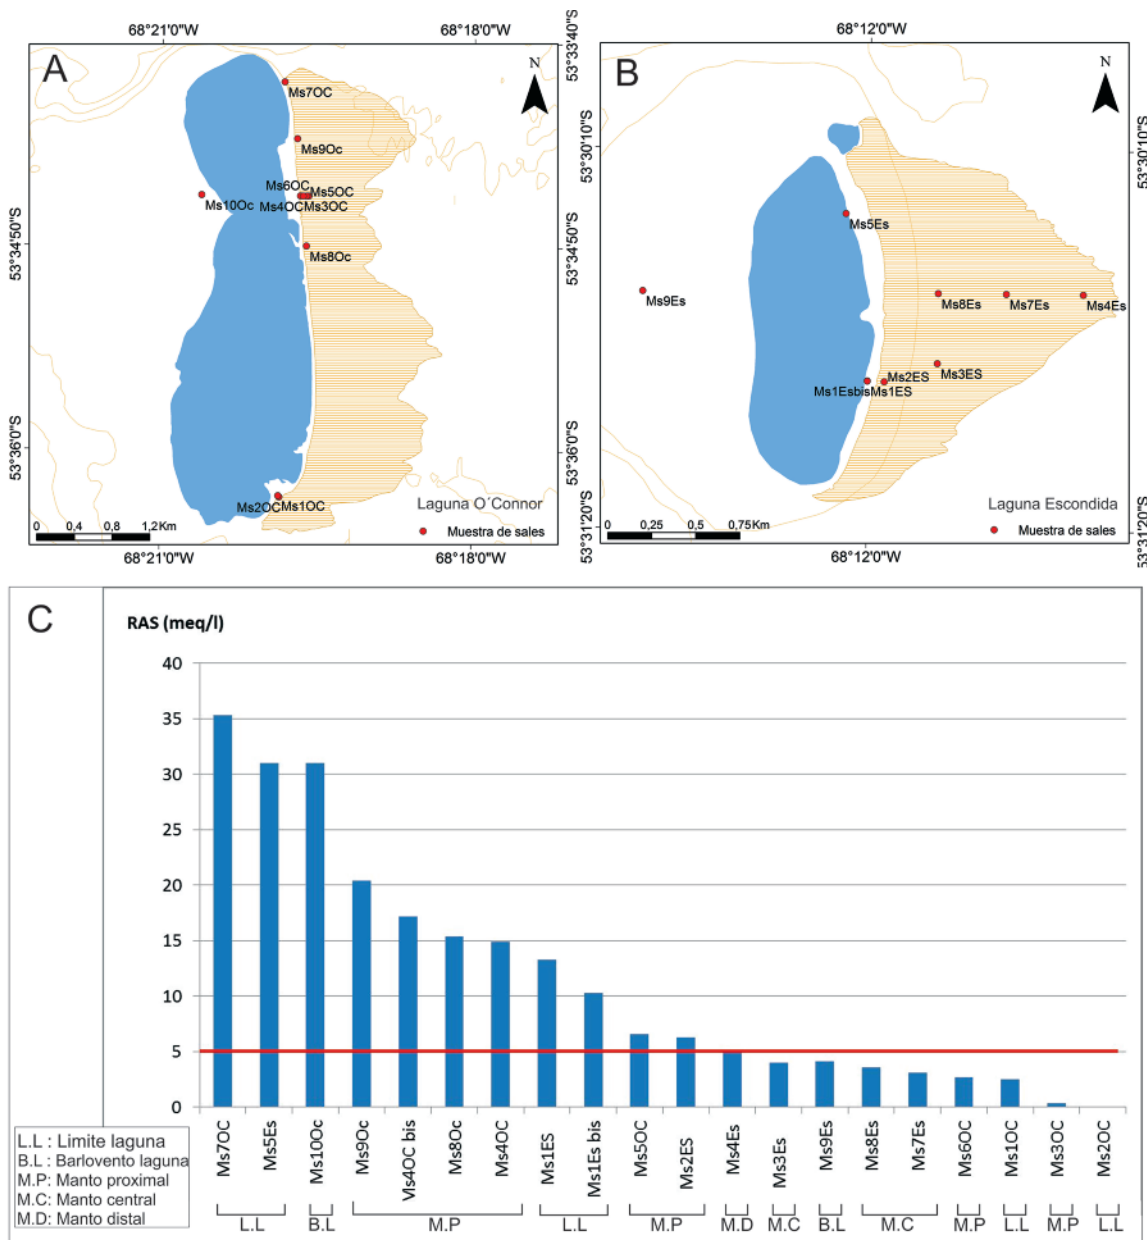 68°21'0"W
68°18'0"W
A
N
53°33'40"S
Ms7OC
Ms9Oc
Ms6OC
Ms5OC
Ms10Oc
Ms4OC
Ms3OC
53°34'50"S
53°34'50"S
Ms8Oc
53°36'0"S
53°36'0"S
Ms2OC
Ms1OC
Laguna O´Connor
0 0,4 0,8 1,2Km
Muestra de sales
68°21'0"W
68°18'0"W
68°12'0"W
B
N
53°30'10"S
53°30'10"S
Ms5Es
Ms9Es
Ms8Es
Ms7Es
Ms4Es
Ms3ES
Ms2ES
Ms1Esbis
Ms1ES
Laguna Escondida
0 0,25 0,5 0,75Km
Muestra de sales
53°31'20"S
53°31'20"S
68°12'0"W
C
RAS (meq/l)
40
35
30
25
20
15
10
5
0
Ms7OC
Ms5Es
Ms10Oc
Ms9Oc
Ms4OC bis
Ms8Oc
Ms4OC
Ms1ES
Ms1Es bis
Ms5OC
Ms2ES
Ms4Es
Ms3Es
Ms9Es
Ms8Es
Ms7Es
Ms6OC
Ms1OC
Ms3OC
Ms2OC
L.L B.L M.P L.L M.P M.D M.C B.L M.C M.P L.L M.P L.L
L.L : Limite laguna
B.L : Barlovento laguna
M.P: Manto proximal
M.C: Manto central
M.D: Manto distal